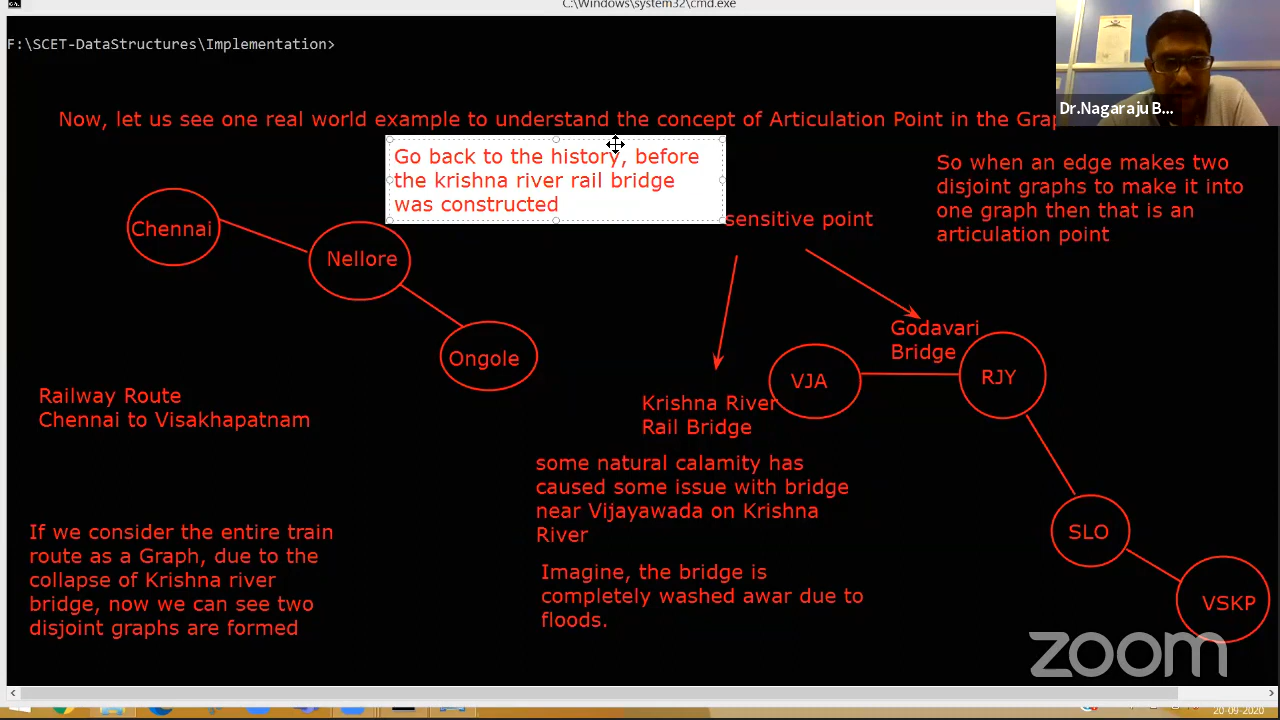 C:\Windows\system32\cmd.exe
F:\SCET-DataStructures\Implementation>
Now, let us see one real world example to understand the concept of Articulation Point in the Grap
Dr.Nagaraju B...
Go back to the history, before
the krishna river rail bridge
was constructed
So when an edge makes two
disjoint graphs to make it into
one graph then that is an
articulation point
sensitive point
Chennai
Nellore
Ongole
Godavari
Bridge
VJA
RJY
Railway Route
Chennai to Visakhapatnam
Krishna River
Rail Bridge
some natural calamity has
caused some issue with bridge
near Vijayawada on Krishna
River
If we consider the entire train
route as a Graph, due to the
collapse of Krishna river
bridge, now we can see two
disjoint graphs are formed
Imagine, the bridge is
completely washed awar due to
floods.
SLO
VSKP
zoom
20-09-2020